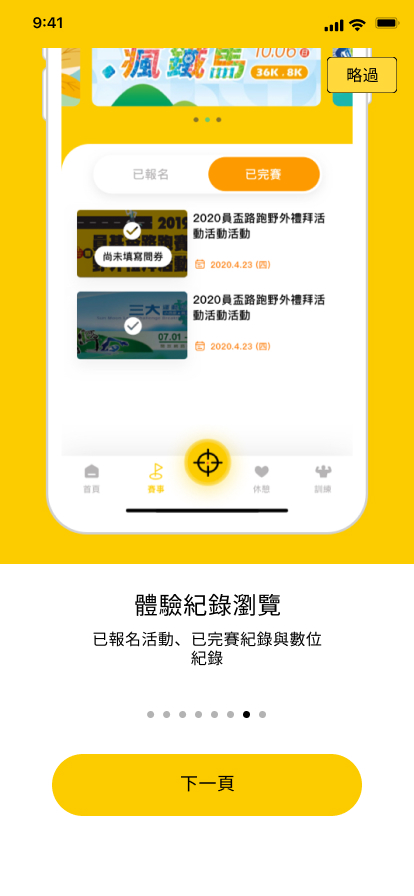 9:41
10.06
瘋鐵馬
36K . 8K
略過
已報名
已完賽
2019
尚未填寫問券
2020員盃路跑野外禮拜活
動活動活動
2020.4.23 (四)
三大
07.01
2020員盃路跑野外禮拜活
動活動活動
2020.4.23 (四)
首頁
賽事
休憩
訓練
體驗紀錄瀏覽
已報名活動、已完賽紀錄與數位
紀錄
下一頁